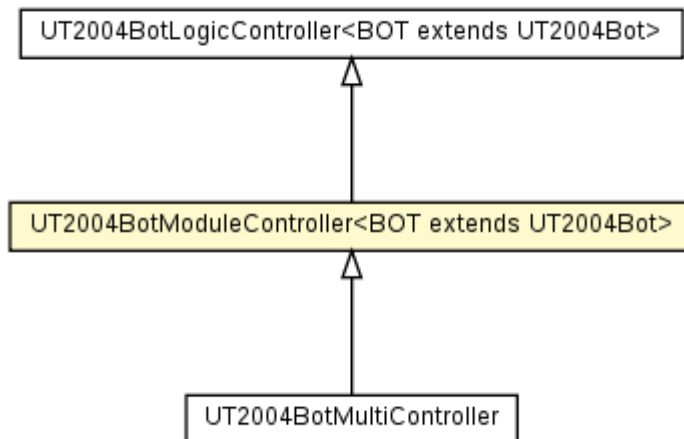 UT2004BotLogicController<BOT extends UT2004Bot>
UT2004BotModuleController<BOT extends UT2004Bot>
UT2004BotMultiController